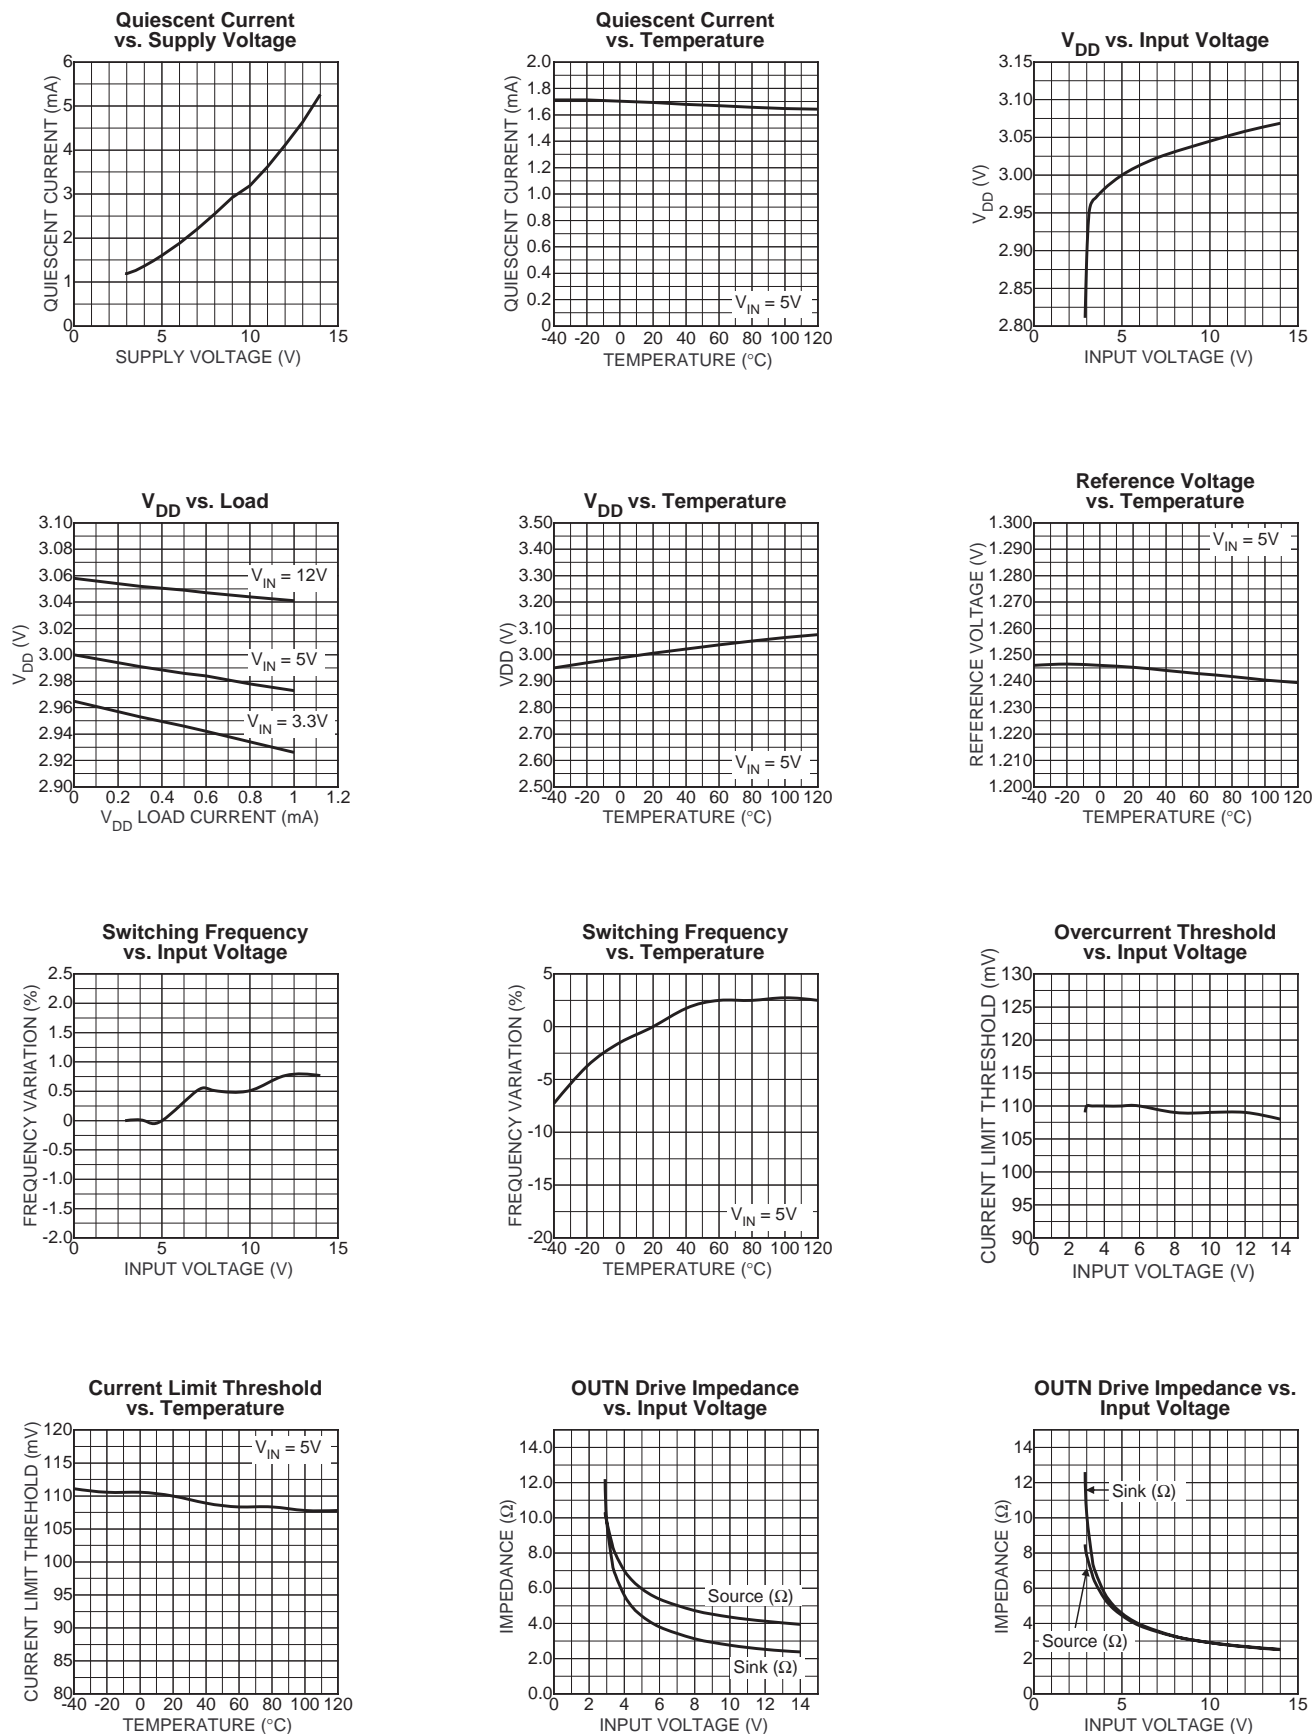 Quiescent Current
vs. Supply Voltage
6
5
4
3
2
1
0
0
5
10
15
QUIESCENT CURRENT (mA)
SUPPLY VOLTAGE (V)
Quiescent Current
vs. Temperature
2.0
1.8
1.6
1.4
1.2
1.0
0.8
0.6
0.4
0.2
0
-40 -20 0 20 40 60 80 100 120
QUIESCENT CURRENT (mA)
VIN = 5V
TEMPERATURE (°C)
VDD vs. Input Voltage
3.15
3.10
3.05
3.00
2.95
2.90
2.85
2.80
0 5 10 15
VDD (V)
INPUT VOLTAGE (V)
VDD vs. Load
3.10
3.08
3.06
3.04
3.02
3.00
2.98
2.96
2.94
2.92
2.90
0 0.2 0.4 0.6 0.8 1 1.2
VDD (V)
VIN = 12V
VIN = 5V
VIN = 3.3V
VDD LOAD CURRENT (mA)
VDD vs. Temperature
3.50
3.40
3.30
3.20
3.10
3.00
2.90
2.80
2.70
2.60
2.50
-40 -20 0 20 40 60 80 100 120
VDD (V)
VIN = 5V
TEMPERATURE (°C)
Reference Voltage
vs. Temperature
1.300
1.290
1.280
1.270
1.260
1.250
1.240
1.230
1.220
1.210
1.200
-40 -20 0 20 40 60 80 100 120
REFERENCE VOLTAGE (V)
VIN = 5V
TEMPERATURE (°C)
Switching Frequency
vs. Input Voltage
2.5
2.0
1.5
1.0
0.5
0
-0.5
-1.0
-1.5
-2.0
0 5 10 15
FREQUENCY VARIATION (%)
INPUT VOLTAGE (V)
Switching Frequency
vs. Temperature
5
0
-5
-10
-15
-20
-40 -20 0 20 40 60 80 100 120
FREQUENCY VARIATION (%)
VIN = 5V
TEMPERATURE (°C)
Overcurrent Threshold
vs. Input Voltage
130
125
120
115
110
105
100
95
90
0 2 4 6 8 10 12 14
CURRENT LIMIT THRESHOLD (mV)
INPUT VOLTAGE (V)
Current Limit Threshold
vs. Temperature
120
115
110
105
100
95
90
85
80
-40 -20 0 20 40 60 80 100 120
CURRENT LIMIT THREHOLD (mV)
VIN = 5V
TEMPERATURE (°C)
OUTN Drive Impedance
vs. Input Voltage
14.0
12.0
10.0
8.0
6.0
4.0
2.0
0.0
0 2 4 6 8 10 12 14
IMPEDANCE (Ω)
Source (Ω)
Sink (Ω)
INPUT VOLTAGE (V)
OUTN Drive Impedance vs.
Input Voltage
14
12
10
8
6
4
2
0
0 5 10 15
IMPEDANCE (Ω)
Sink (Ω)
Source (Ω)
INPUT VOLTAGE (V)